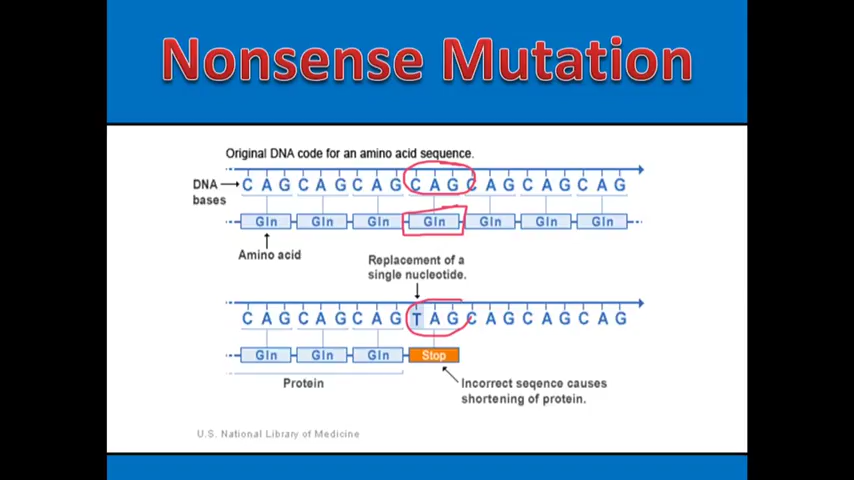 Nonsense Mutation
Original DNA code for an amino acid sequence.
DNA bases
C A G C A G C A G C A G C A G C A G C A G
Gln Gln Gln Gln Gln Gln Gln
Amino acid
Replacement of a
single nucleotide.
C A G C A G C A G T A G C A G C A G C A G
Gln Gln Gln Stop
Protein
Incorrect seqence causes
shortening of protein.
U.S. National Library of Medicine